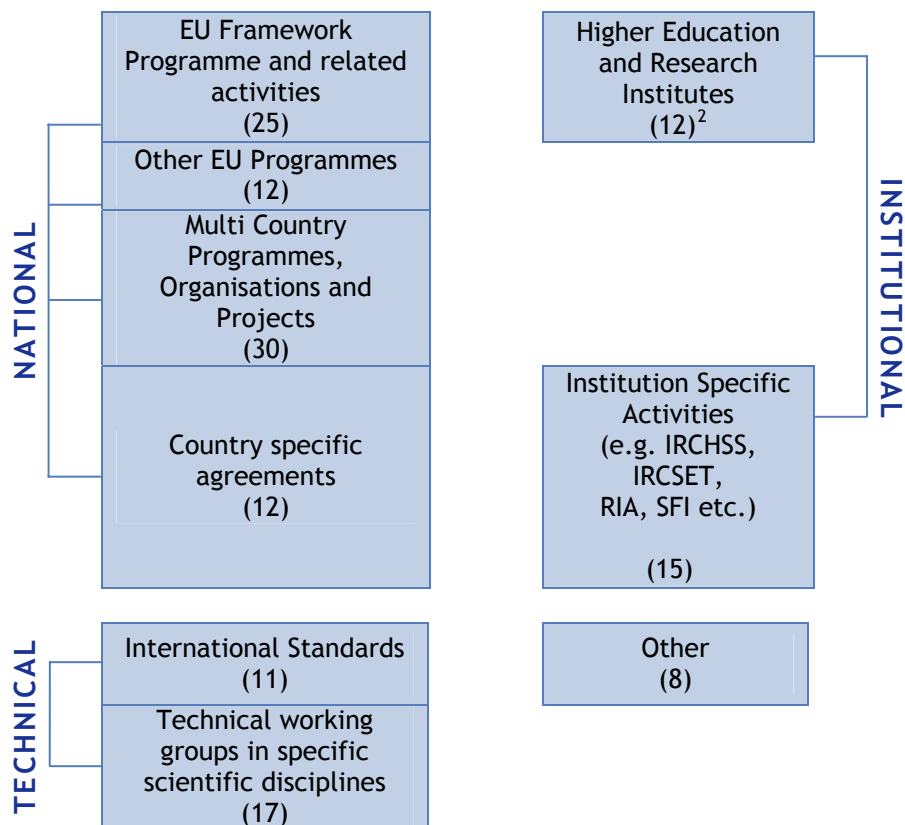 NATIONAL
EU Framework
Programme and related
activities
(25)
Other EU Programmes
(12)
Multi Country
Programmes,
Organisations and
Projects
(30)
Country specific
agreements
(12)
Higher Education
and Research
Institutes
(12)2
Institution Specific
Activities
(e.g. IRCHSS,
IRCSET,
RIA, SFI etc.)
(15)
INSTITUTIONAL
TECHNICAL
International Standards
(11)
Technical working
groups in specific
scientific disciplines
(17)
Other
(8)